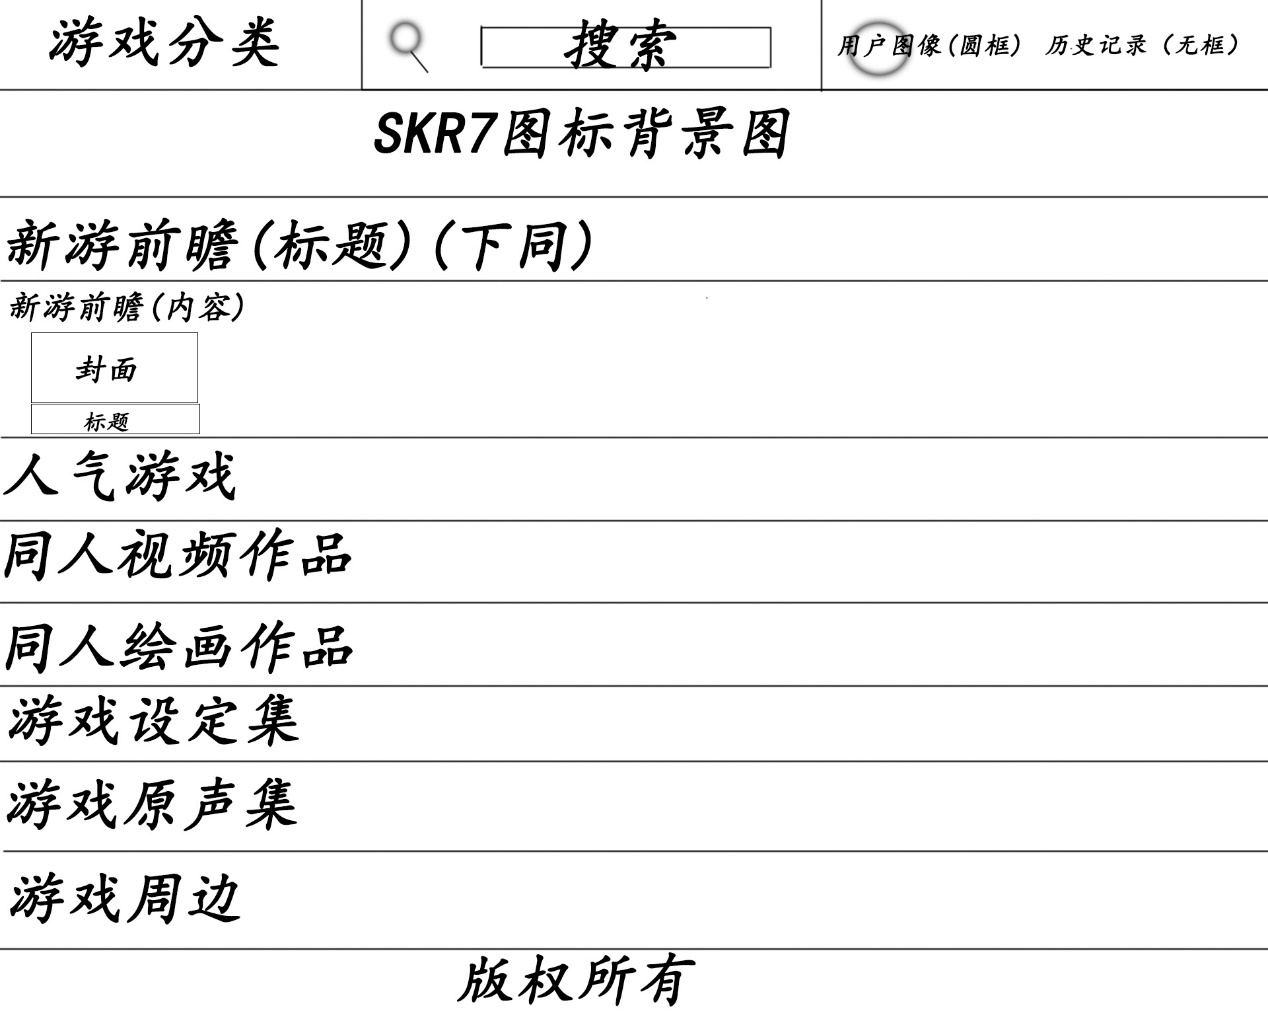 游戏分类
搜索
用户图像(圆框) 历史记录（无框）
SKR7图标背景图
新游前瞻(标题)(下同)
新游前瞻(内容)
封面
标题
人气游戏
同人视频作品
同人绘画作品
游戏设定集
游戏原声集
游戏周边
版权所有